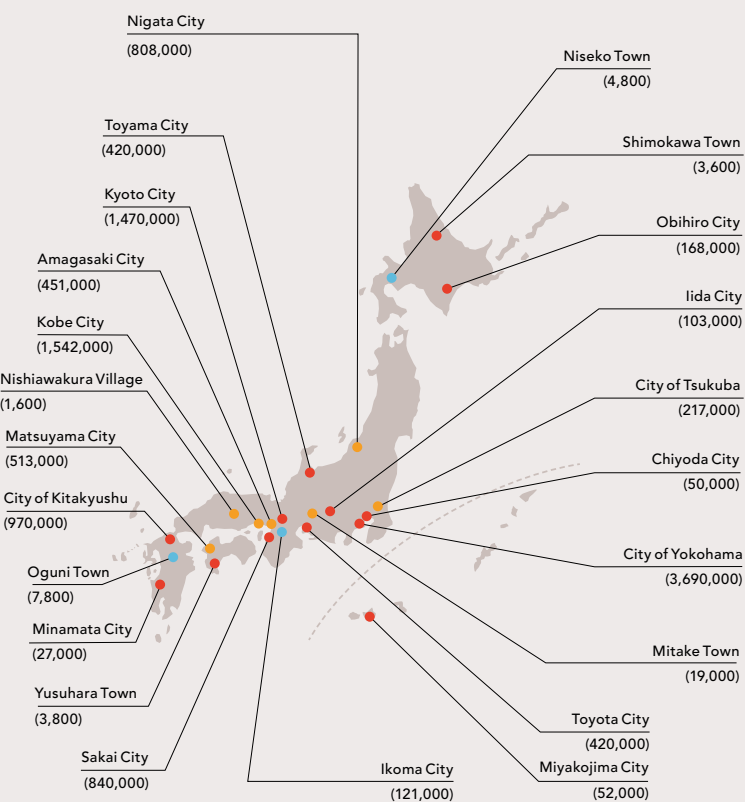 Nigata City
(808,000)
Niseko Town
(4,800)
Toyama City
(420,000)
Shimokawa Town
(3,600)
Kyoto City
(1,470,000)
Obihiro City
(168,000)
Amagasaki City
(451,000)
Iida City
(103,000)
Kobe City
(1,542,000)
Nishiawakura Village
(1,600)
City of Tsukuba
(217,000)
Matsuyama City
(513,000)
Chiyoda City
(50,000)
City of Kitakyushu
(970,000)
City of Yokohama
(3,690,000)
Oguni Town
(7,800)
Minamata City
(27,000)
Mitake Town
(19,000)
Yusuhara Town
(3,800)
Toyota City
(420,000)
Sakai City
(840,000)
Ikoma City
(121,000)
Miyakojima City
(52,000)